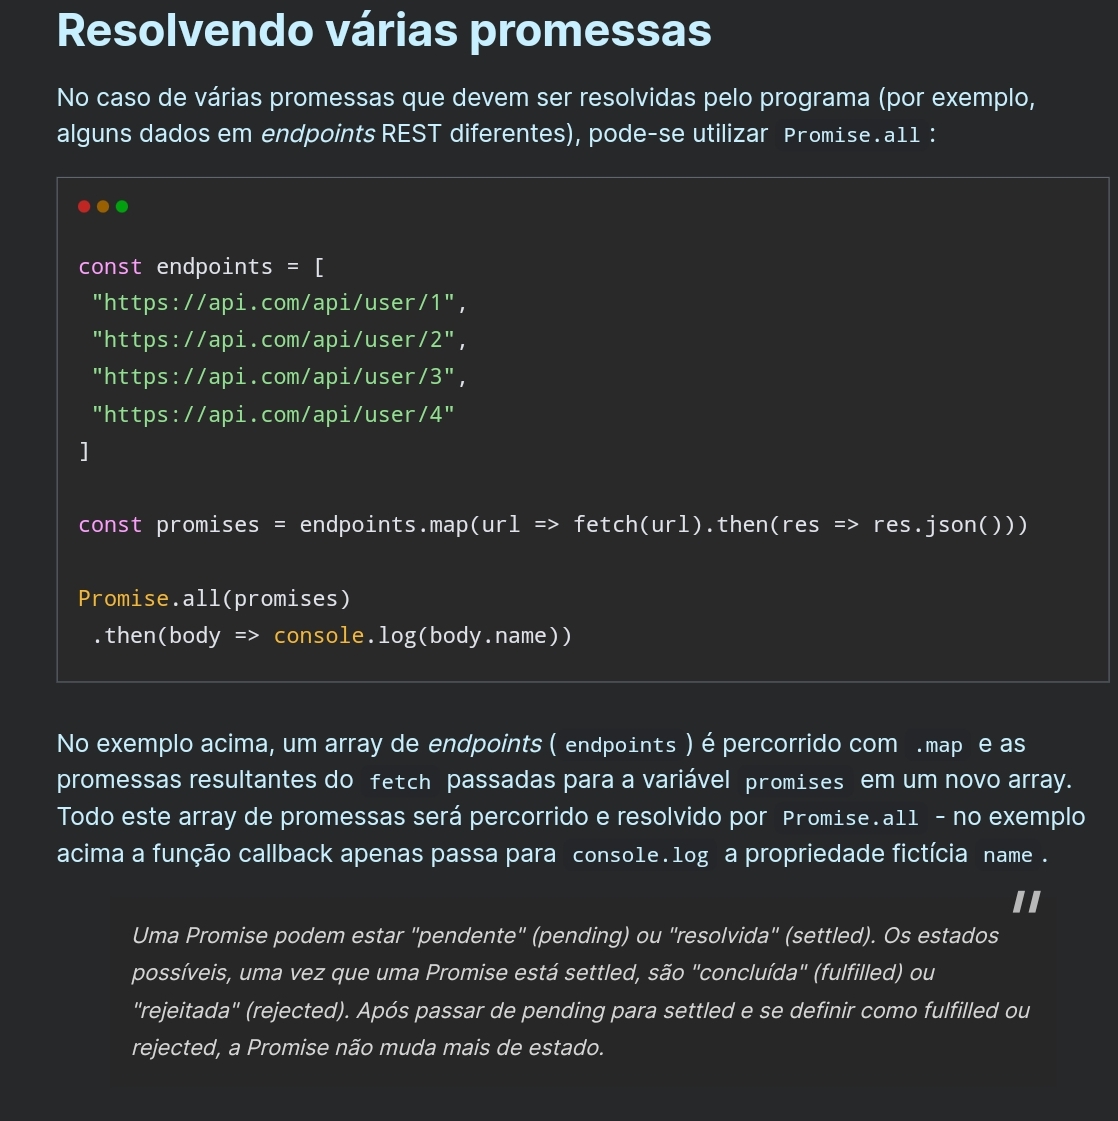 Resolvendo várias promessas
No caso de várias promessas que devem ser resolvidas pelo programa (por exemplo,
alguns dados em endpoints REST diferentes), pode-se utilizar Promise.all :
const endpoints = [
 "https://api.com/api/user/1",
 "https://api.com/api/user/2",
 "https://api.com/api/user/3",
 "https://api.com/api/user/4"
]
const promises = endpoints.map(url => fetch(url).then(res => res.json()))
Promise.all(promises)
 .then(body => console.log(body.name))
No exemplo acima, um array de endpoints ( endpoints ) é percorrido com .map e as
promessas resultantes do fetch passadas para a variável promises em um novo array.
Todo este array de promessas será percorrido e resolvido por Promise.all - no exemplo
acima a função callback apenas passa para console.log a propriedade fictícia name .
"
Uma Promise podem estar "pendente" (pending) ou "resolvida" (settled). Os estados
possíveis, uma vez que uma Promise está settled, são "concluída" (fulfilled) ou
"rejeitada" (rejected). Após passar de pending para settled e se definir como fulfilled ou
rejected, a Promise não muda mais de estado.